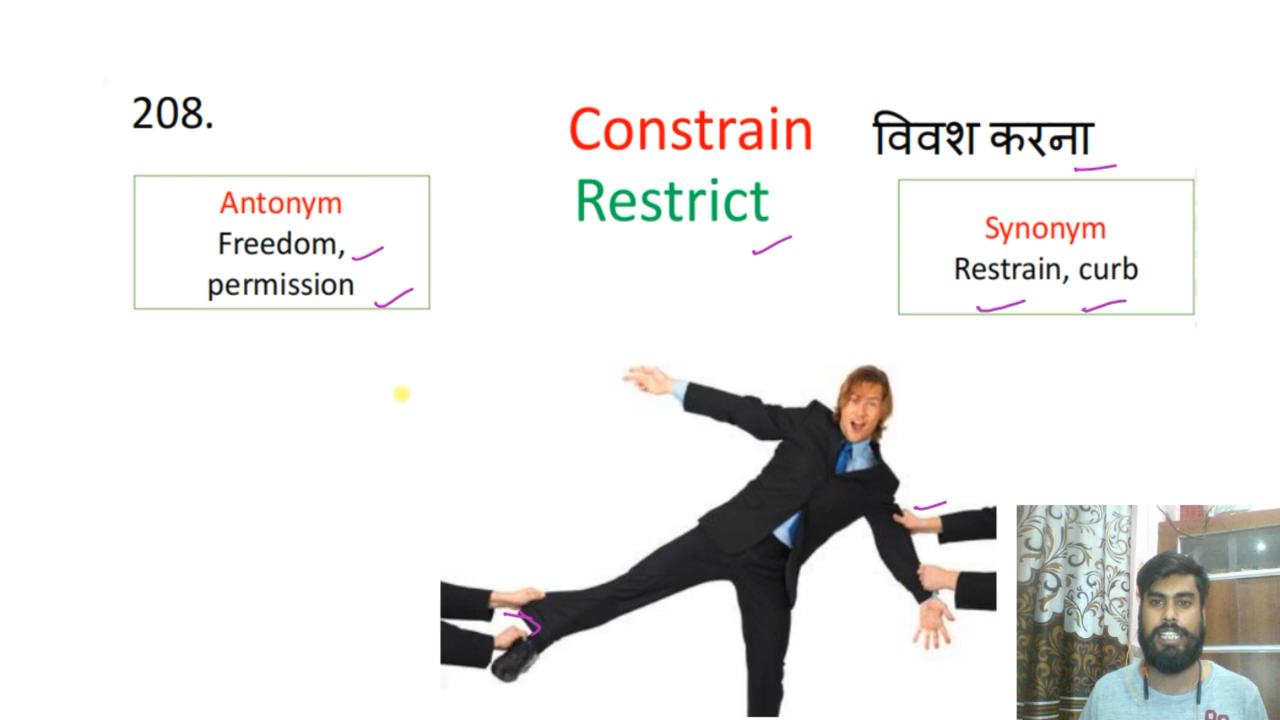 208.
Constrain
विवश करना
Restrict
Antonym
Freedom,
permission
Synonym
Restrain, curb